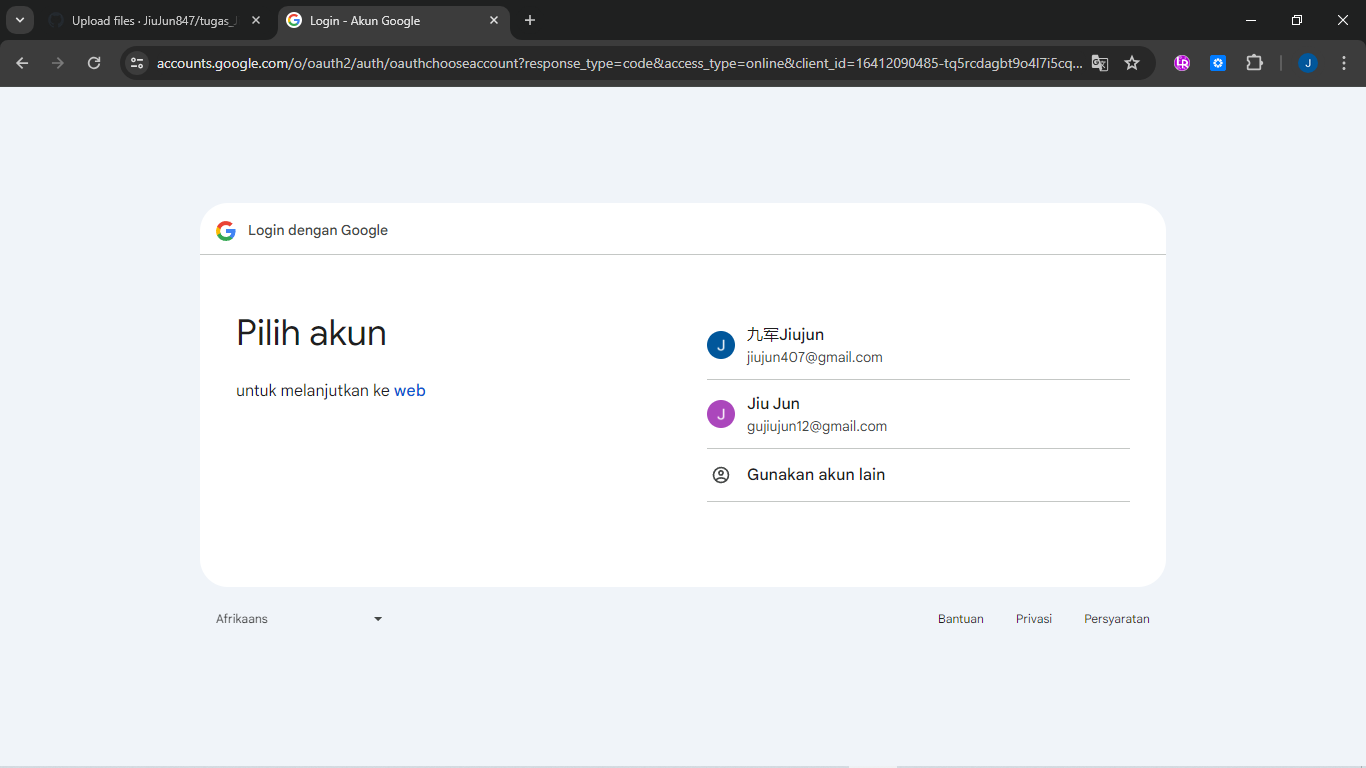 Upload files · JiuJun847/tugas_J
Login - Akun Google
accounts.google.com/o/oauth2/auth/oauthchooseaccount?response_type=code&access_type=online&client_id=16412090485-tq5rcdagbt9o4l7i5cq...
LR
J
Login dengan Google
Pilih akun
untuk melanjutkan ke web
J
九军Jiujun
jiujun407@gmail.com
J
Jiu Jun
gujiujun12@gmail.com
Gunakan akun lain
Afrikaans
Bantuan
Privasi
Persyaratan